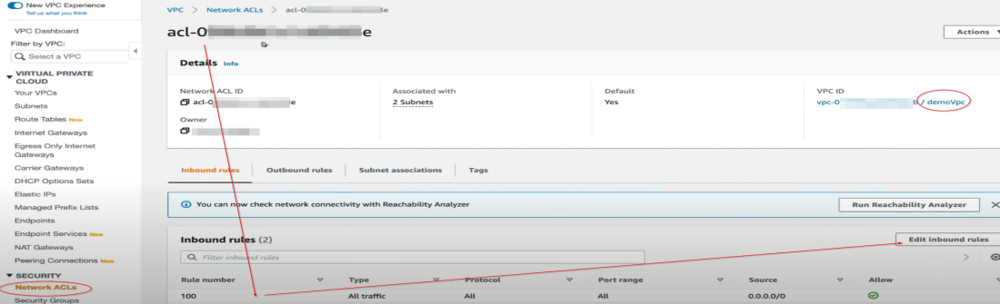 New VPC Experience
Tell us what you think
VPC Dashboard
Filter by VPC:
Select a VPC
VIRTUAL PRIVATE
CLOUD
Your VPCs
Subnets
Route Tables New
Internet Gateways
Egress Only Internet
Gateways
Carrier Gateways
DHCP Options Sets
Elastic IPs
Managed Prefix Lists
Endpoints
Endpoint Services New
NAT Gateways
Peering Connections New
SECURITY
Network ACLs
Security Groups
VPC > Network ACLs > acl-0 8e
acl-0 e
Actions
Details Info
Network ACL ID
acl-0 e
Associated with
2 Subnets
Default
Yes
VPC ID
vpc-0 b / demoVpc
Owner
Inbound rules Outbound rules Subnet associations Tags
You can now check network connectivity with Reachability Analyzer
Run Reachability Analyzer
Inbound rules (2)
Edit inbound rules
Filter inbound rules
Rule number Type Protocol Port range Source Allow
100 All traffic All All 0.0.0.0/0